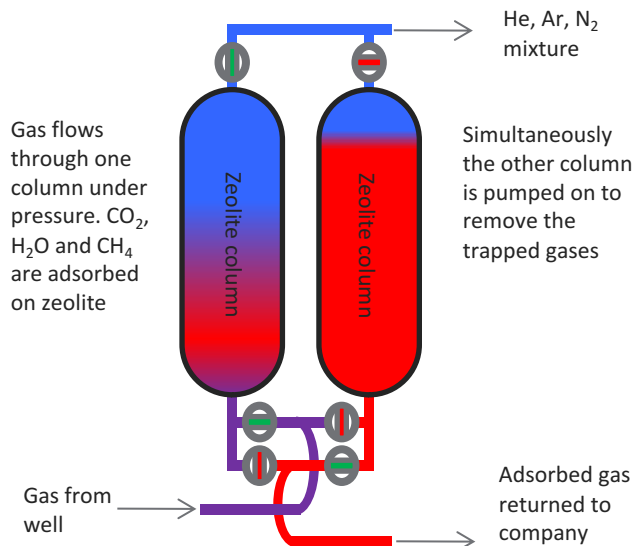 He, Ar, N₂
mixture
Gas flows
through one
column under
pressure. CO₂,
H₂O and CH₄
are adsorbed
on zeolite
Zeolite column
Zeolite column
Simultaneously
the other column
is pumped on to
remove the
trapped gases
Gas from
well
Adsorbed gas
returned to
company